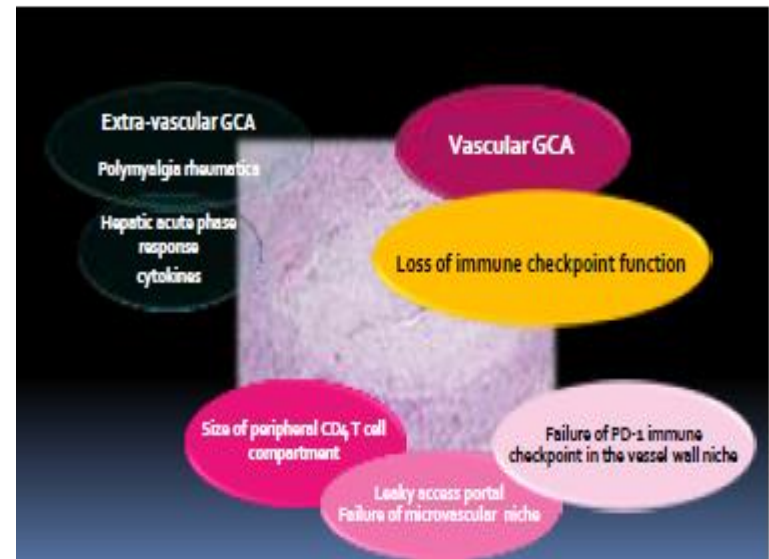 Extra-vascular GCA
Polymyalgia rheumatica
Hepatic acute phase
response
cytokines
Vascular GCA
Loss of immune checkpoint function
Size of peripheral CD4 T cell
compartment
Leaky access portal
Failure of microvascular niche
Failure of PD-1 immune
checkpoint in the vessel wall niche